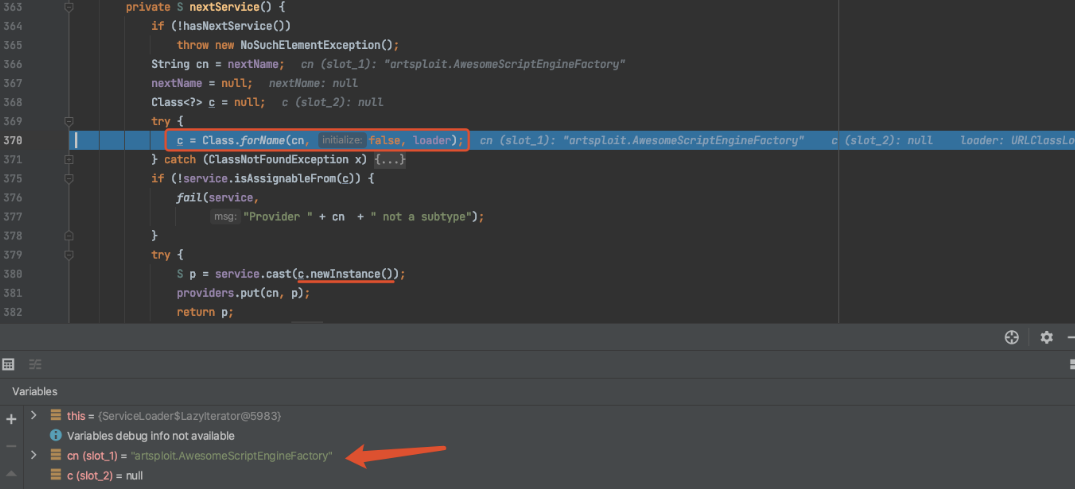 363 private S nextService() {
364 if (!hasNextService())
365 throw new NoSuchElementException();
366 String cn = nextName; cn (slot_1): "artsploit.AwesomeScriptEngineFactory"
367 nextName = null; nextName: null
368 Class<?> c = null; c (slot_2): null
369 try {
370 c = Class.forName(cn, initialize: false, loader); cn (slot_1): "artsploit.AwesomeScriptEngineFactory" c (slot_2): null loader: URLClassLo
371 } catch (ClassNotFoundException x) {...}
375 if (!service.isAssignableFrom(c)) {
376 fail(service,
377 msg: "Provider " + cn + " not a subtype");
378 }
379 try {
380 S p = service.cast(c.newInstance());
381 providers.put(cn, p);
382 return p;
Variables
this = {ServiceLoader$LazyIterator@5983}
Variables debug info not available
cn (slot_1) = "artsploit.AwesomeScriptEngineFactory"
c (slot_2) = null